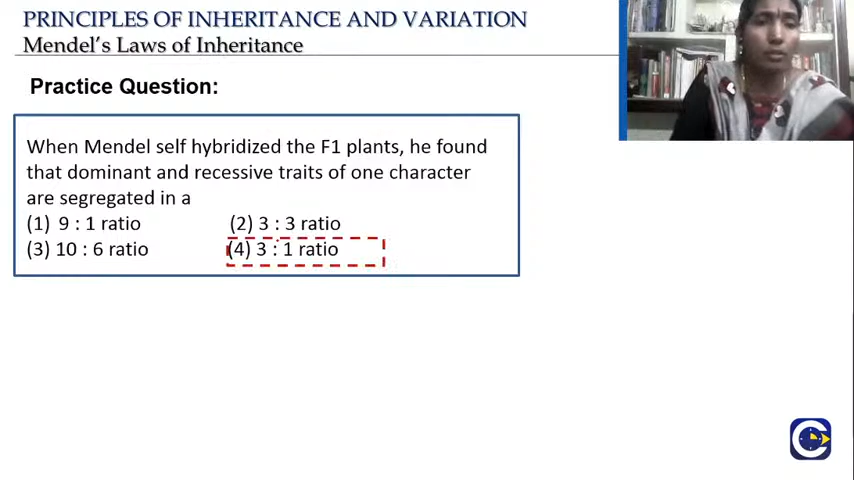 PRINCIPLES OF INHERITANCE AND VARIATION
Mendel's Laws of Inheritance
Practice Question:
When Mendel self hybridized the F1 plants, he found
that dominant and recessive traits of one character
are segregated in a
(1) 9 : 1 ratio (2) 3 : 3 ratio
(3) 10 : 6 ratio (4) 3 : 1 ratio